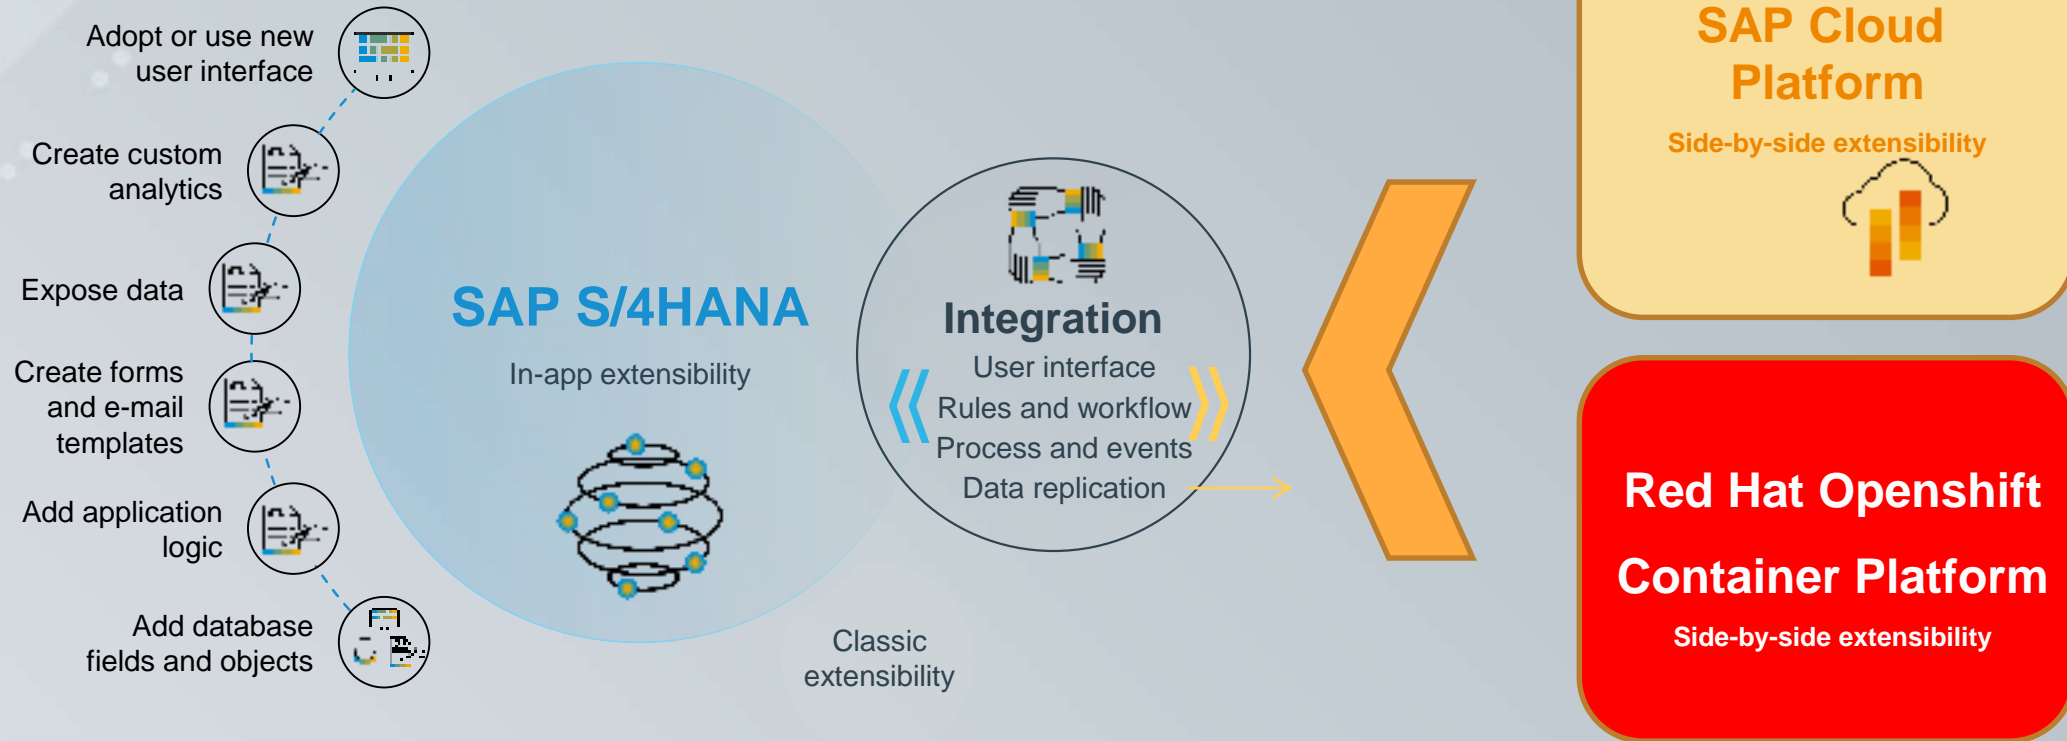 Adopt or use new
user interface
Create custom
analytics
Expose data
Create forms
and e-mail
templates
Add application
logic
Add database
fields and objects
SAP S/4HANA
In-app extensibility
Classic
extensibility
Integration
User interface
Rules and workflow
Process and events
Data replication
SAP Cloud
Platform
Side-by-side extensibility
Red Hat Openshift
Container Platform
Side-by-side extensibility